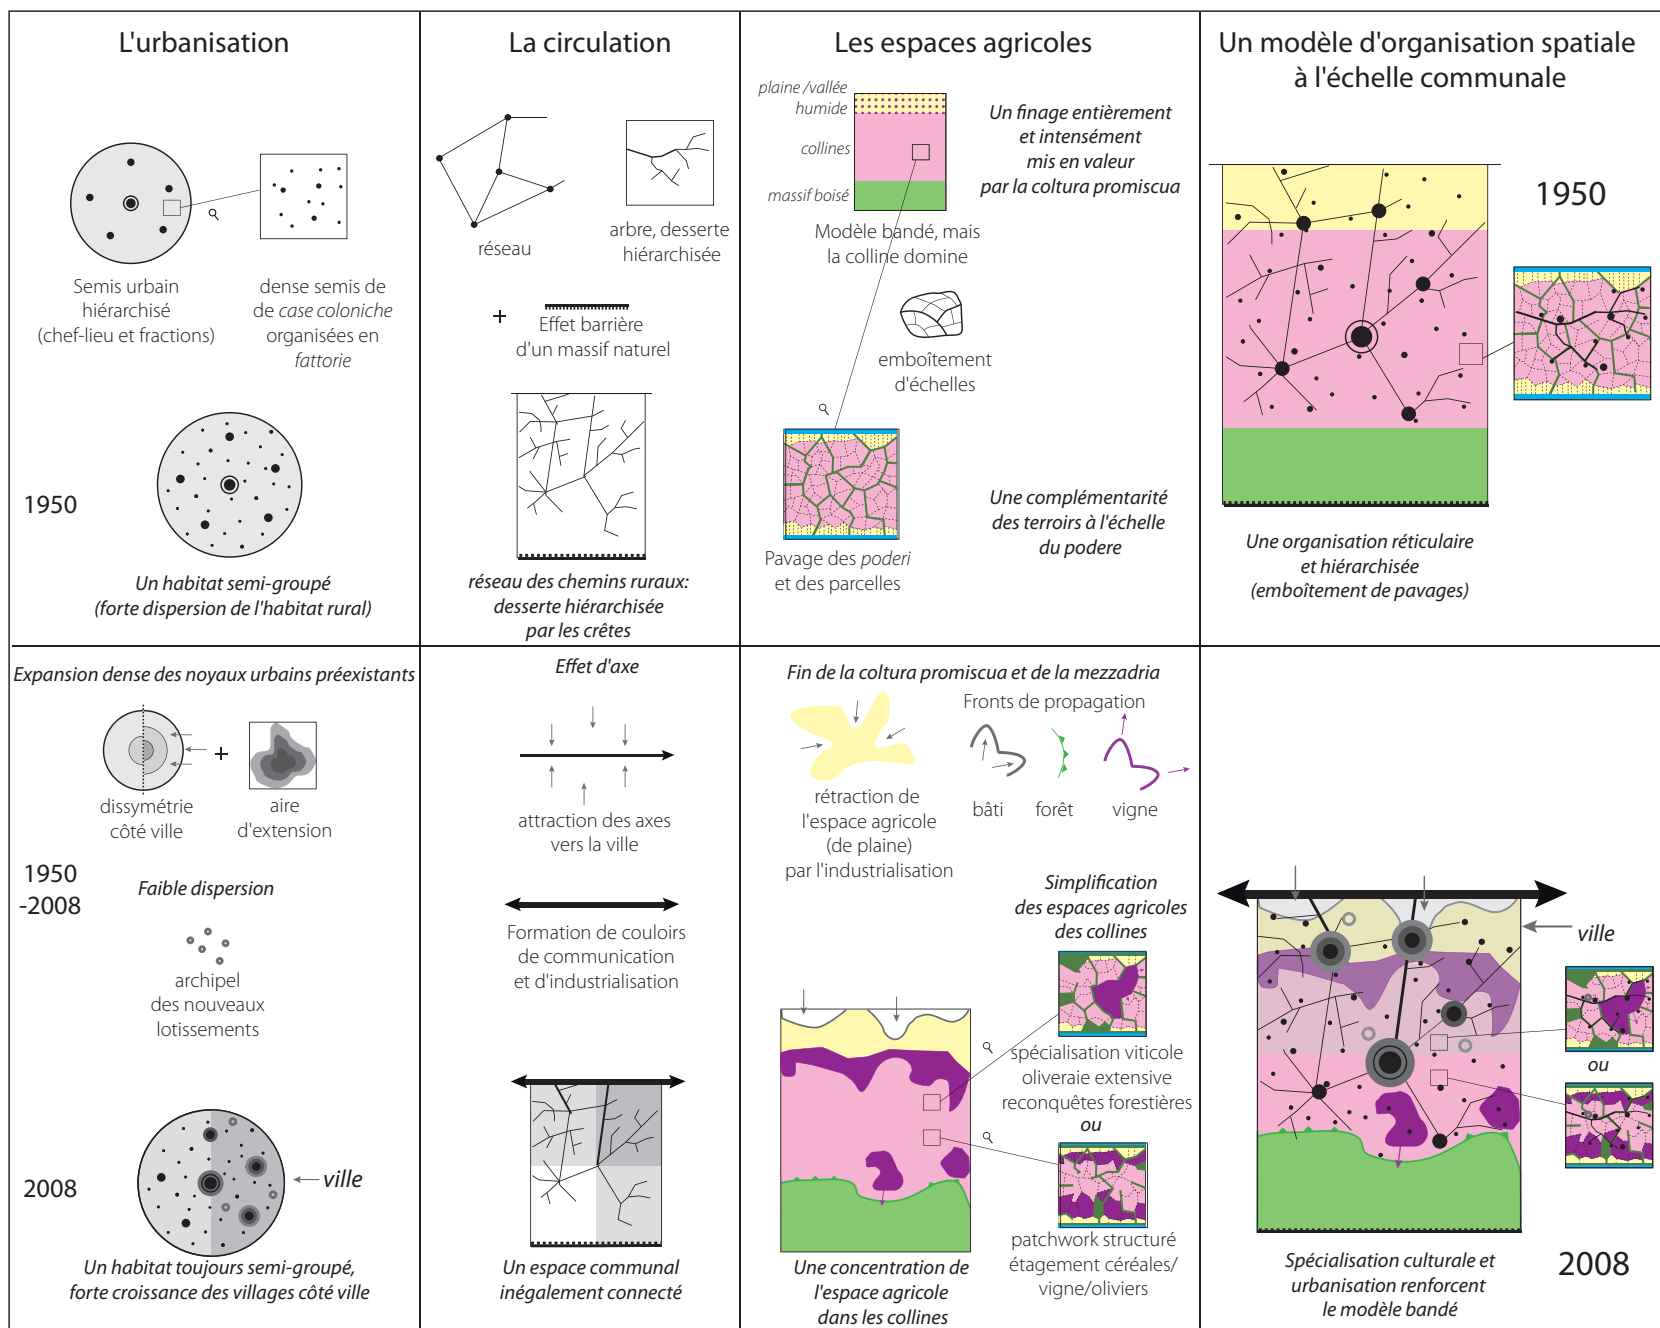 L'urbanisation
Semis urbain
hiérarchisé
(chef-lieu et fractions)
dense semis de
de case coloniche
organisées en
fattorie
1950
Un habitat semi-groupé
(forte dispersion de l'habitat rural)
La circulation
réseau
arbre, desserte
hiérarchisée
+
Effet barrière
d'un massif naturel
réseau des chemins ruraux:
desserte hiérarchisée
par les crêtes
Les espaces agricoles
plaine /vallée
humide
collines
massif boisé
Un finage entièrement
et intensément
mis en valeur
par la coltura promiscua
Modèle bandé, mais
la colline domine
emboîtement
d'échelles
Pavage des poderi
et des parcelles
Une complémentarité
des terroirs à l'échelle
du podere
Un modèle d'organisation spatiale
à l'échelle communale
1950
Une organisation réticulaire
et hiérarchisée
(emboîtement de pavages)
Expansion dense des noyaux urbains préexistants
+
dissymétrie
côté ville
aire
d'extension
1950
-2008
Faible dispersion
archipel
des nouveaux
lotissements
2008
ville
Un habitat toujours semi-groupé,
forte croissance des villages côté ville
Effet d'axe
attraction des axes
vers la ville
Formation de couloirs
de communication
et d'industrialisation
Un espace communal
inégalement connecté
Fin de la coltura promiscua et de la mezzadria
Fronts de propagation
rétraction de
l'espace agricole
(de plaine)
par l'industrialisation
bâti
forêt
vigne
Simplification
des espaces agricoles
des collines
spécialisation viticole
oliveraie extensive
reconquêtes forestières
ou
patchwork structuré
étagement céréales/
vigne/oliviers
Une concentration de
l'espace agricole
dans les collines
ville
ou
Spécialisation culturale et
urbanisation renforcent
le modèle bandé
2008